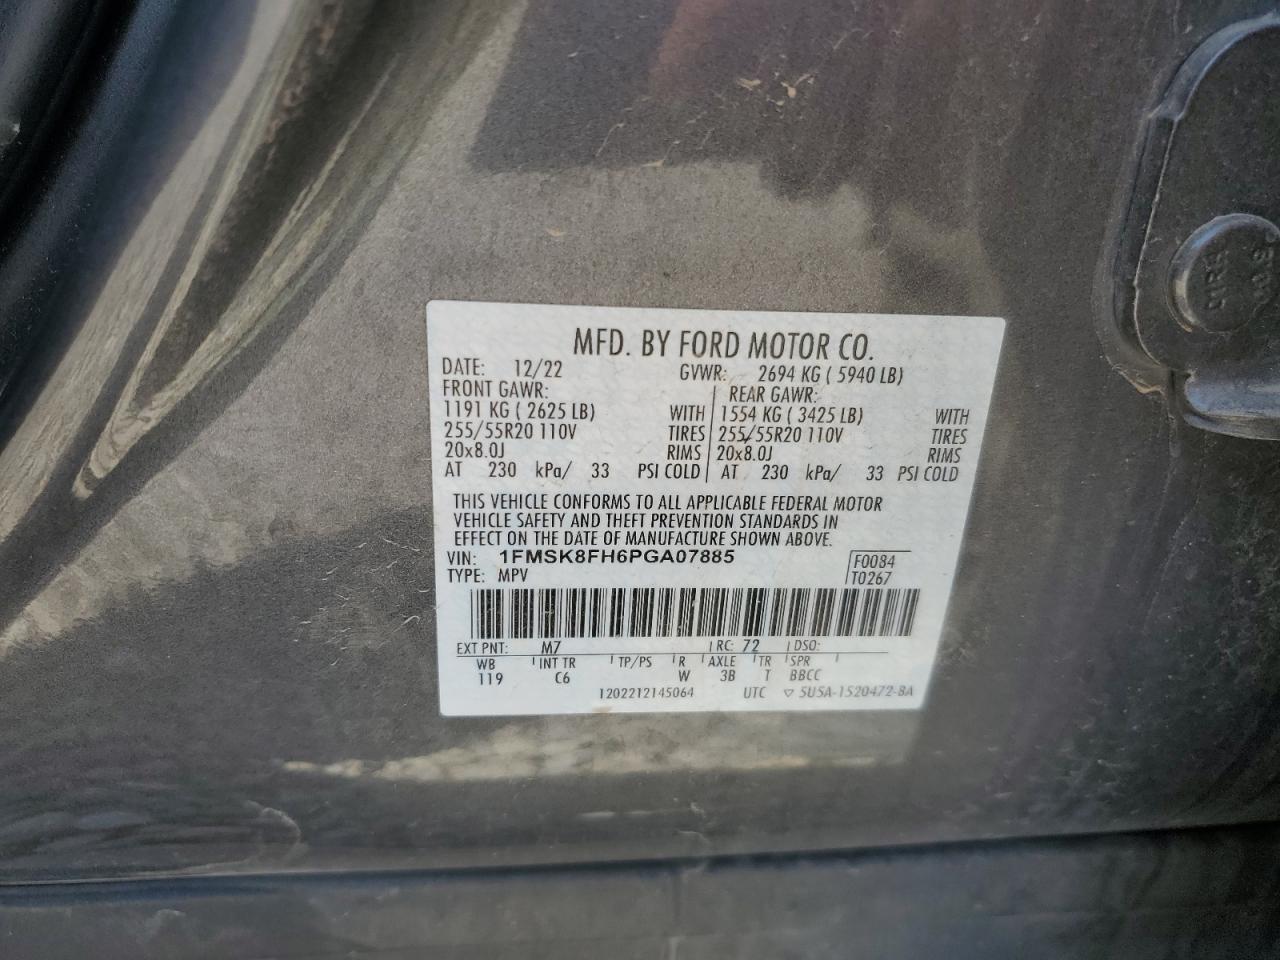 MFD. BY FORD MOTOR CO.
DATE: 12/22 GVWR: 2694 KG ( 5940 LB)
FRONT GAWR: REAR GAWR:
1191 KG ( 2625 LB) WITH 1554 KG ( 3425 LB) WITH
255/55R20 110V TIRES 255/55R20 110V TIRES
20x8.0J RIMS 20x8.0J RIMS
AT 230 kPa/ 33 PSI COLD AT 230 kPa/ 33 PSI COLD
THIS VEHICLE CONFORMS TO ALL APPLICABLE FEDERAL MOTOR
VEHICLE SAFETY AND THEFT PREVENTION STANDARDS IN
EFFECT ON THE DATE OF MANUFACTURE SHOWN ABOVE.
VIN: 1FMSK8FH6PGA07885 F0084
TYPE: MPV T0267
EXT PNT: M7 RC: 72 DSO:
WB INT TR TP/PS R AXLE TR SPR
119 C6 W 3B T BBCC
1202212145064 UTC ▽ 5U5A-1520472-BA